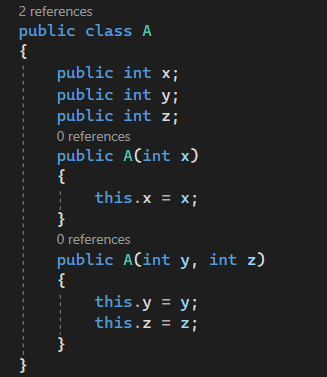 2 references
public class A
{
public int x;
public int y;
public int z;
0 references
public A(int x)
{
this.x = x;
}
0 references
public A(int y, int z)
{
this.y = y;
this.z = z;
}
}